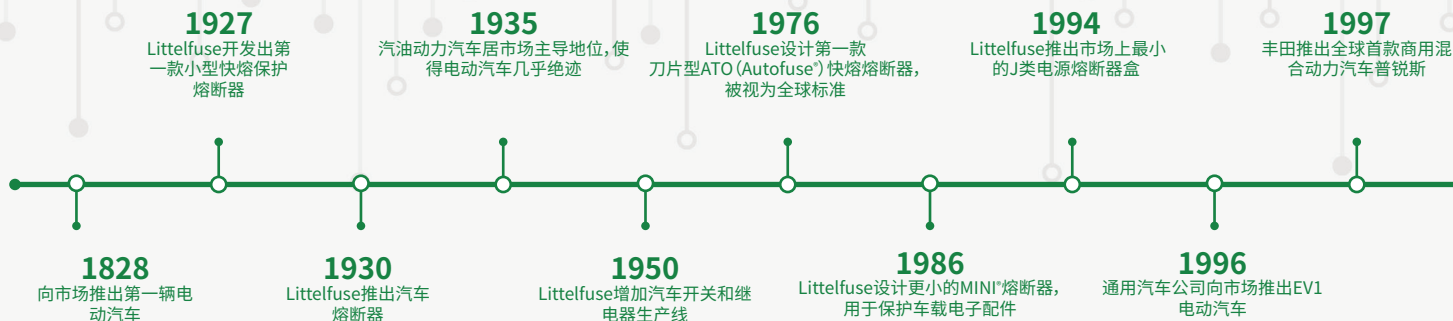 1927
Littelfuse开发出第
一款小型快熔保护
熔断器
1935
汽油动力汽车居市场主导地位，使
得电动汽车几乎绝迹
1976
Littelfuse设计第一款
刀片型ATO（Autofuse®）快熔熔断器，
被视为全球标准
1994
Littelfuse推出市场上最小
的J类电源熔断器盒
1997
丰田推出全球首款商用混
合动力汽车普锐斯
1828
向市场推出第一辆电
动汽车
1930
Littelfuse推出汽车
熔断器
1950
Littelfuse增加汽车开关和继
电器生产线
1986
Littelfuse设计更小的MINI®熔断器，
用于保护车载电子配件
1996
通用汽车公司向市场推出EV1
电动汽车